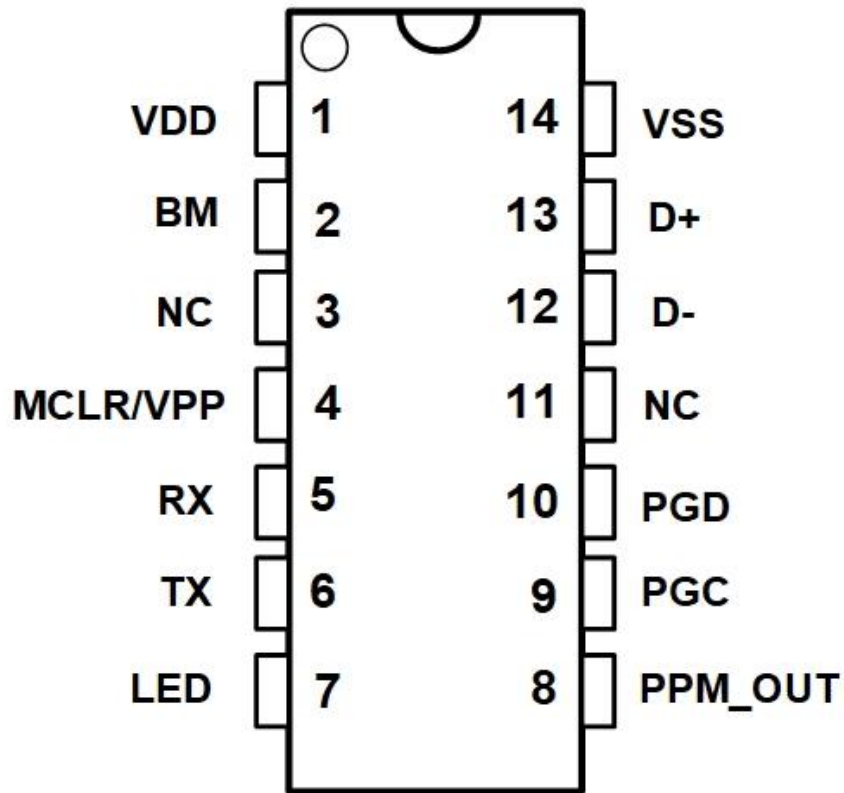 VDD 1 14 VSS
BM 2 13 D+
NC 3 12 D-
MCLR/VPP 4 11 NC
RX 5 10 PGD
TX 6 9 PGC
LED 7 8 PPM_OUT